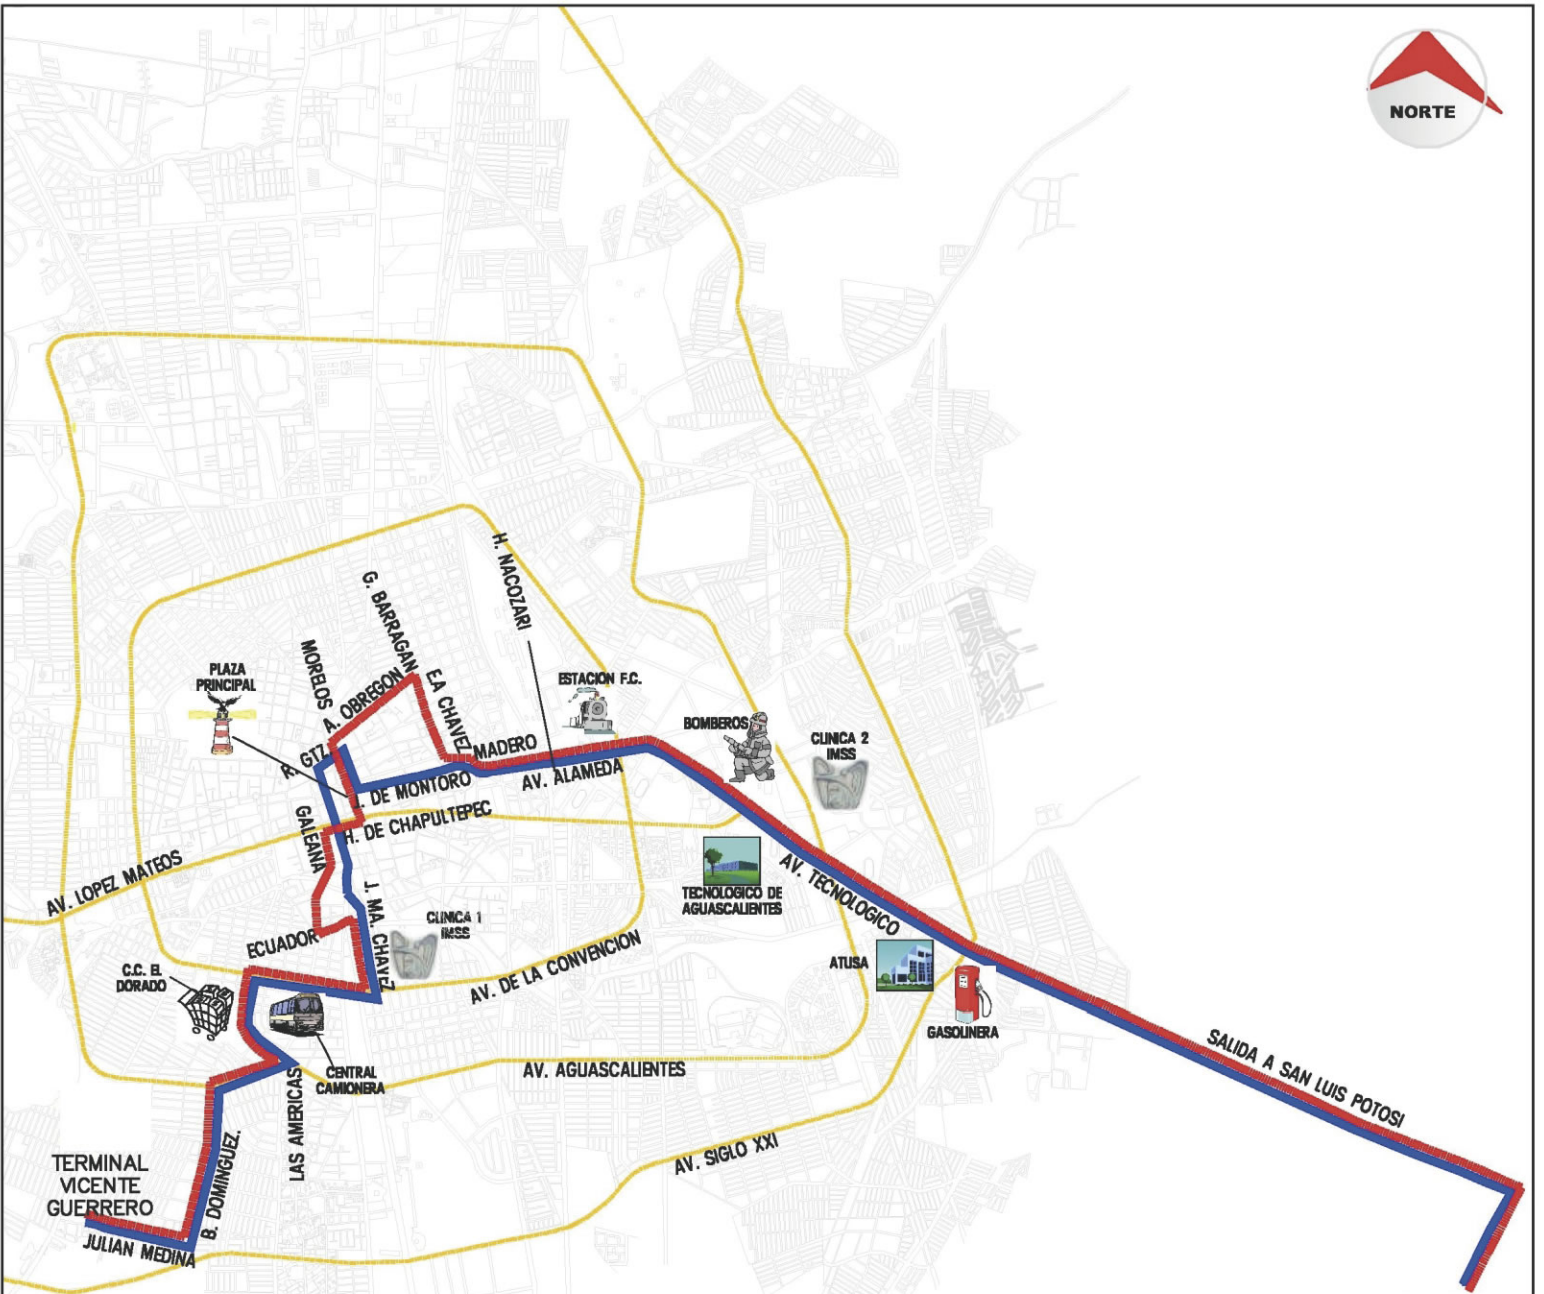 NORTE
H. NACOZARI
G. BARRAGAN
MORELOS
PLAZA
PRINCIPAL
A. OBREGON
EA CHAVEZ
ESTACION F.C.
BOMBEROS
CLINICA 2
IMSS
R. GTZ.
MADERO
AV. ALAMEDA
J. DE MONTORO
H. DE CHAPULTEPEC
GALEANA
AV. LOPEZ MATEOS
TECNOLOGICO DE
AGUASCALIENTES
AV. TECNOLOGICO
J. MA. CHAVEZ
CLINICA 1
IMSS
ECUADOR
AV. DE LA CONVENCION
C.C. EL
DORADO
ATUSA
GASOLINERA
SALIDA A SAN LUIS POTOSI
CENTRAL
CAMIONERA
AV. AGUASCALIENTES
LAS AMERICAS
AV. SIGLO XXI
B. DOMINGUEZ.
TERMINAL
VICENTE
GUERRERO
JULIAN MEDINA